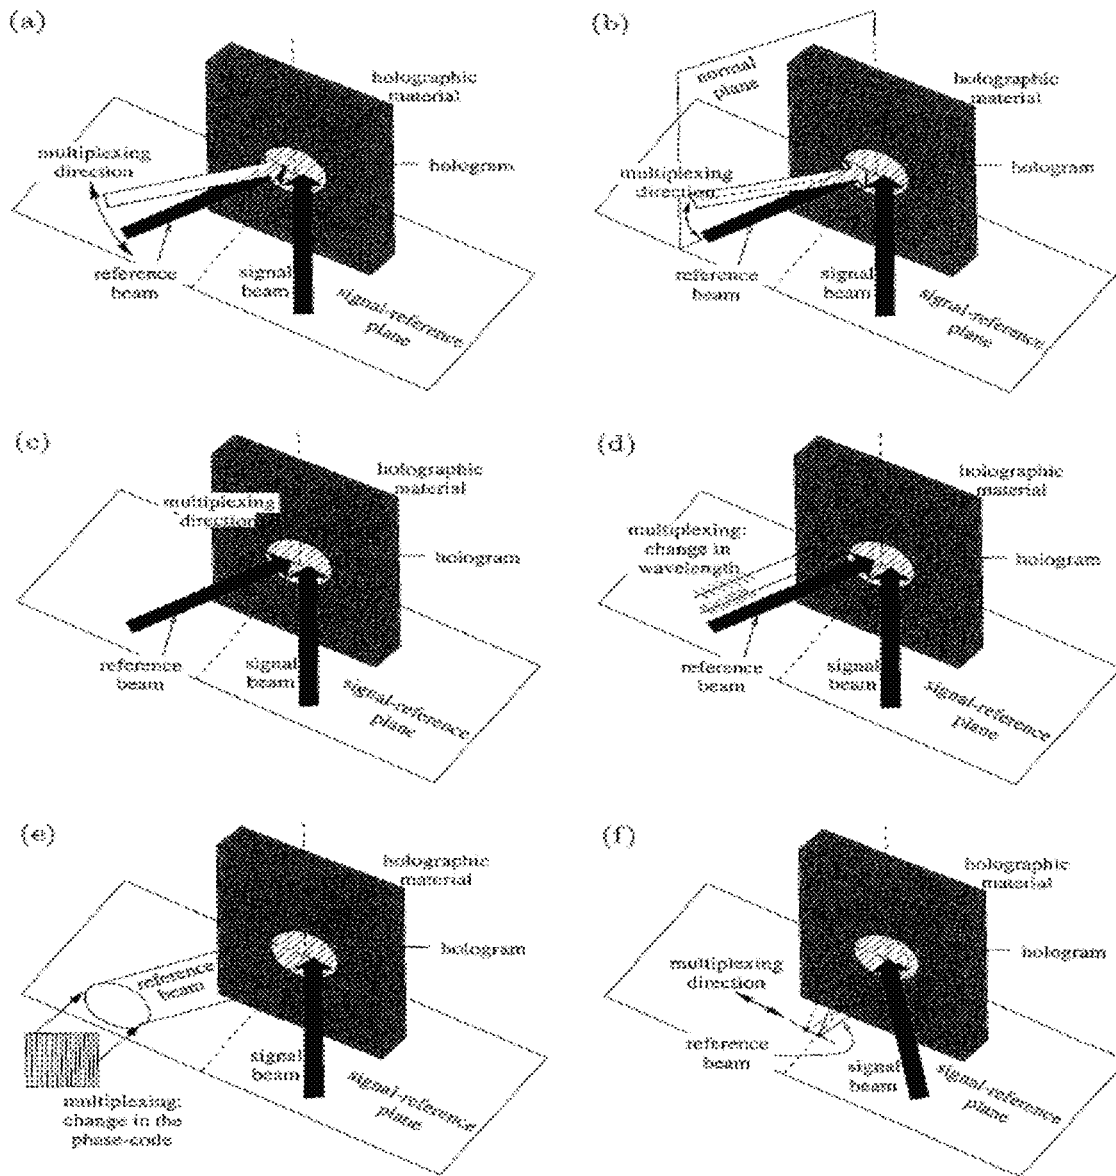 (a)
holographic
material
multiplexing
direction
hologram
reference
beam
signal
beam
signal-reference
plane
(b)
normal
plane
holographic
material
multiplexing
direction
hologram
reference
beam
signal
beam
signal-reference
plane
(c)
holographic
material
multiplexing
direction
hologram
reference
beam
signal
beam
signal-reference
plane
(d)
holographic
material
multiplexing:
change in
wavelength
hologram
reference
beam
signal
beam
signal-reference
plane
(e)
holographic
material
hologram
reference
beam
signal
beam
signal-reference
plane
multiplexing:
change in the
phase-code
(f)
holographic
material
hologram
multiplexing
direction
reference
beam
signal
beam
signal-reference
plane